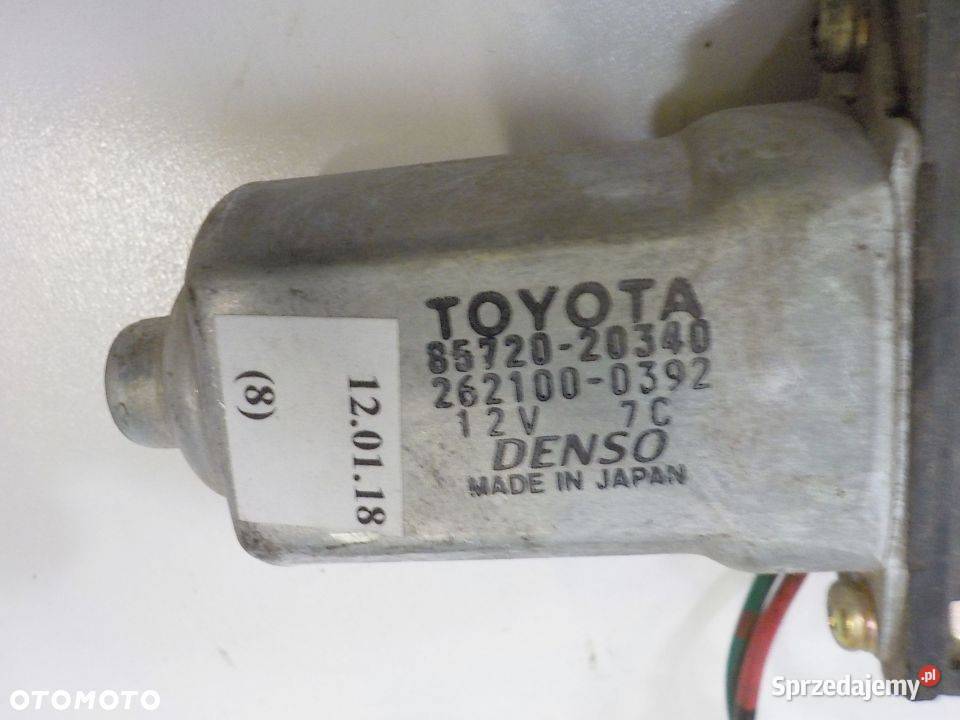 TOYOTA
85720-20340
262100-0392
12V 7C
DENSO
MADE IN JAPAN
12.01.18
(8)
OTOMOTO
Sprzedajemy.pl